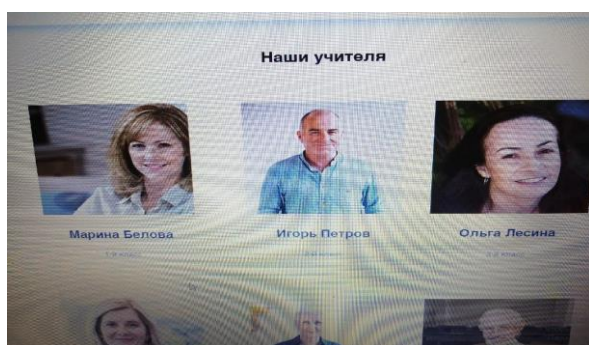 Наши учителя
Марина Белова
Игорь Петров
Ольга Лесина